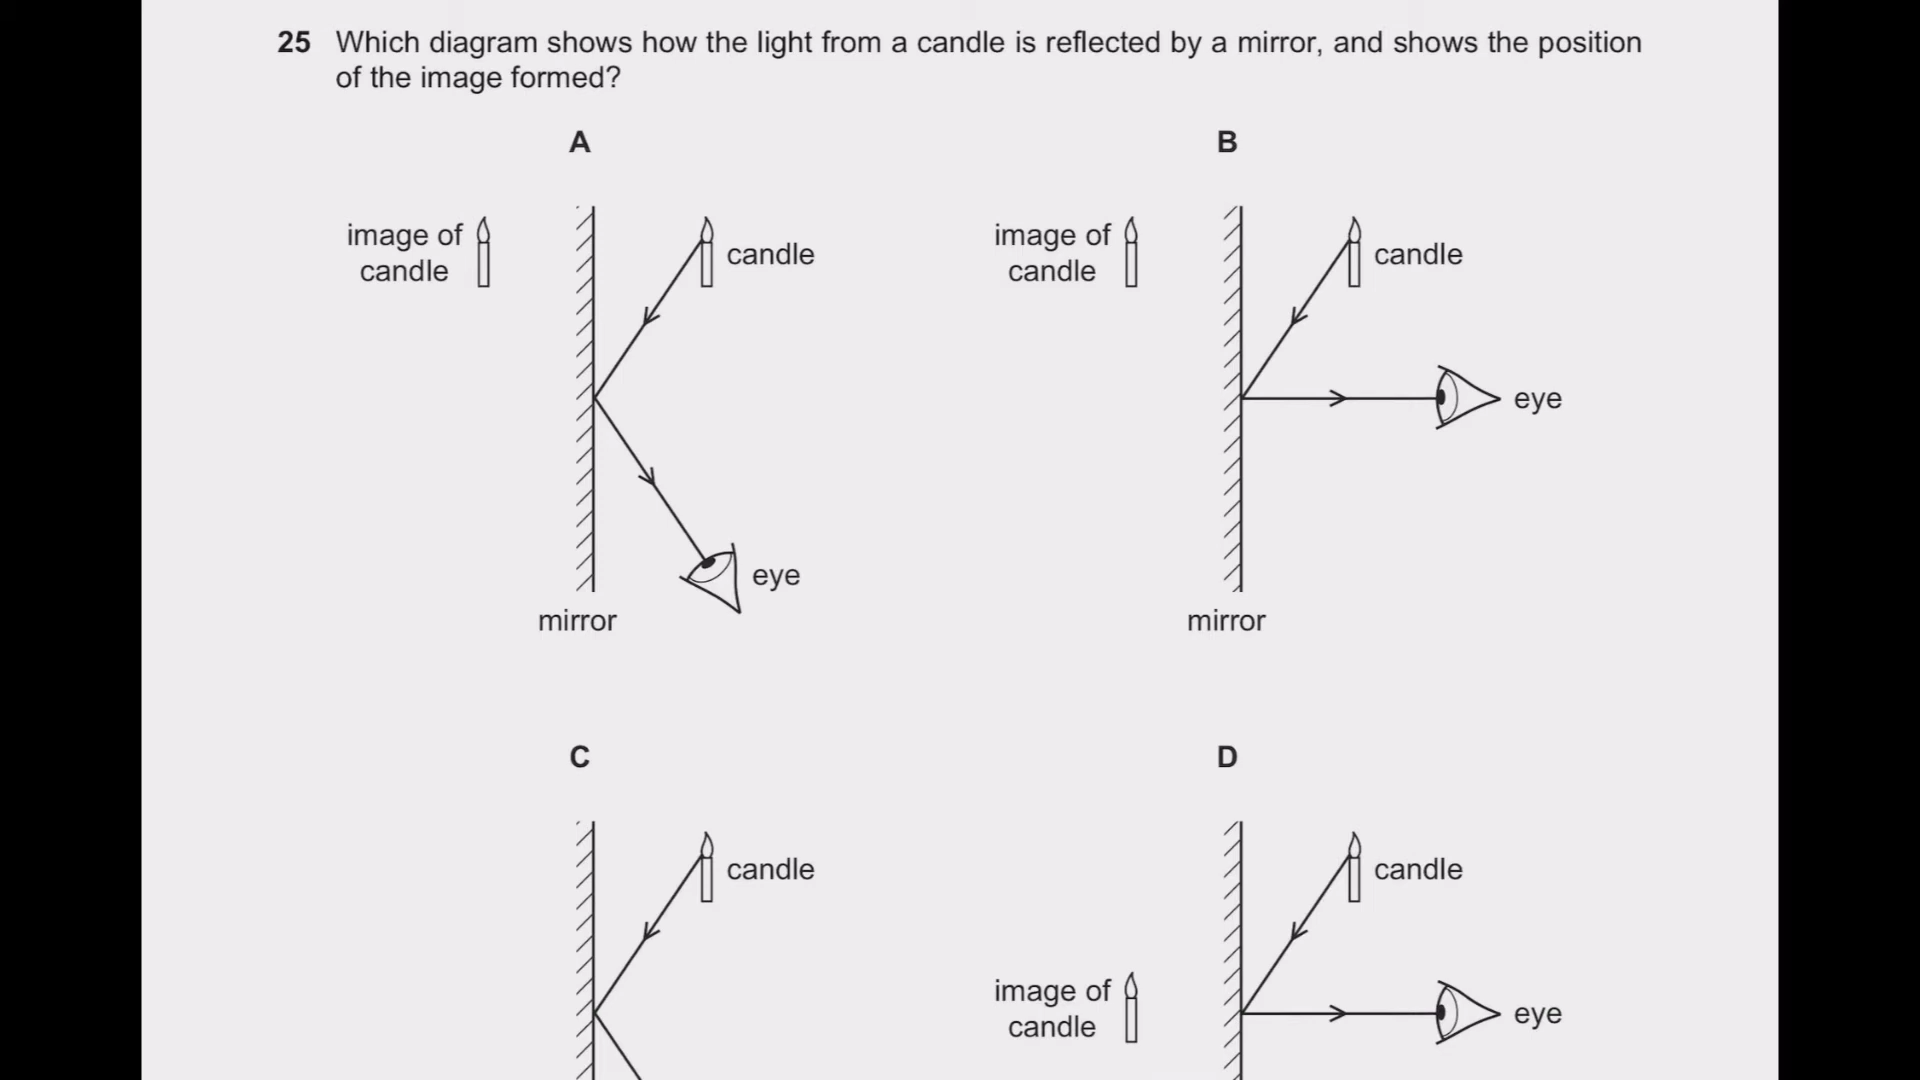 25 Which diagram shows how the light from a candle is reflected by a mirror, and shows the position
of the image formed?
A
image of
candle
candle
eye
mirror
B
image of
candle
candle
eye
mirror
C
candle
D
candle
image of
candle
eye